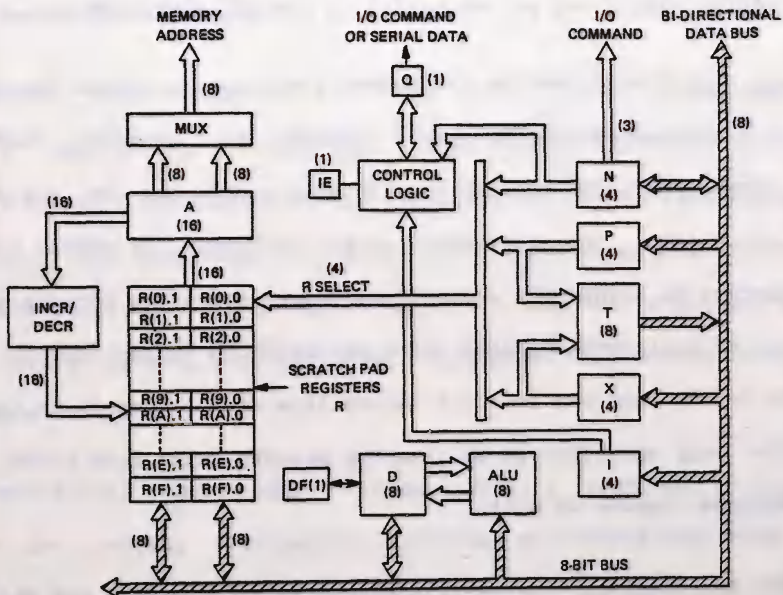 MEMORY
ADDRESS
I/O COMMAND
OR SERIAL DATA
I/O
COMMAND
BI-DIRECTIONAL
DATA BUS
(8)
Q
(1)
(3)
(8)
MUX
(8)
(8)
(1)
IE
CONTROL
LOGIC
N
(4)
(16)
A
(16)
P
(4)
(16)
(4)
R SELECT
INCR/
DECR
R(0).1 R(0).0
R(1).1 R(1).0
R(2).1 R(2).0
T
(8)
SCRATCH PAD
REGISTERS
R
(16)
R(9).1 R(9).0
R(A).1 R(A).0
X
(4)
R(E).1 R(E).0
R(F).1 R(F).0
DF(1)
D
(8)
ALU
(8)
I
(4)
(8)
(8)
8-BIT BUS